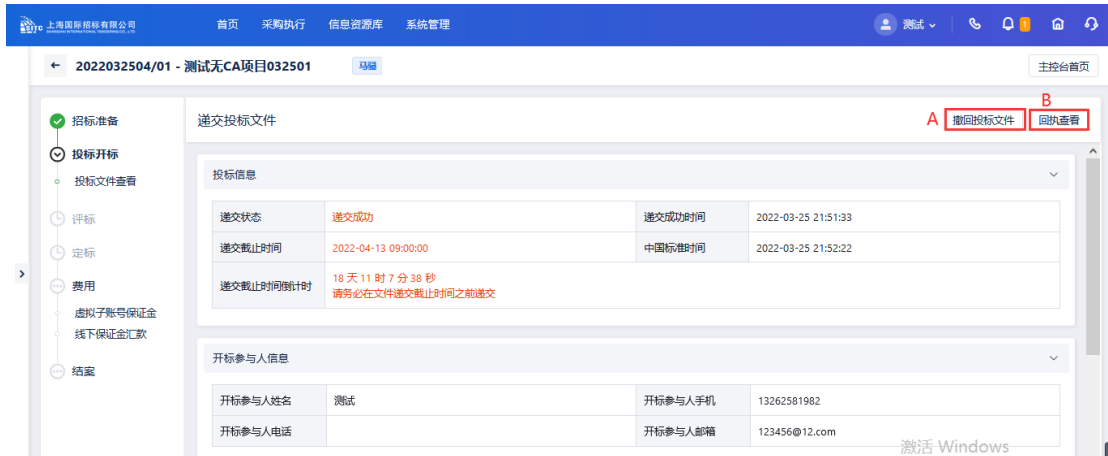 SITC 上海国际招标有限公司 首页 采购执行 信息资源库 系统管理 测试 1
SHANGHAI INTERNATIONAL TENDERING CO., LTD
2022032504/01 - 测试无CA项目032501 主控台首页
B
招标准备 递交投标文件 A 撤回投标文件 回执查看
投标开标
投标文件查看 投标信息
评标 递交状态 递交成功 递交成功时间 2022-03-25 21:51:33
定标 递交截止时间 2022-04-13 09:00:00 中国标准时间 2022-03-25 21:52:22
费用 递交截止时间倒计时 18 天 11 时 7 分 38 秒
请务必在文件递交截止时间之前递交
虚拟子账号保证金
线下保证金汇款
开标参与人信息
结案
开标参与人姓名 测试 开标参与人手机 13262581982
开标参与人电话 开标参与人邮箱 123456@12.com
激活 Windows